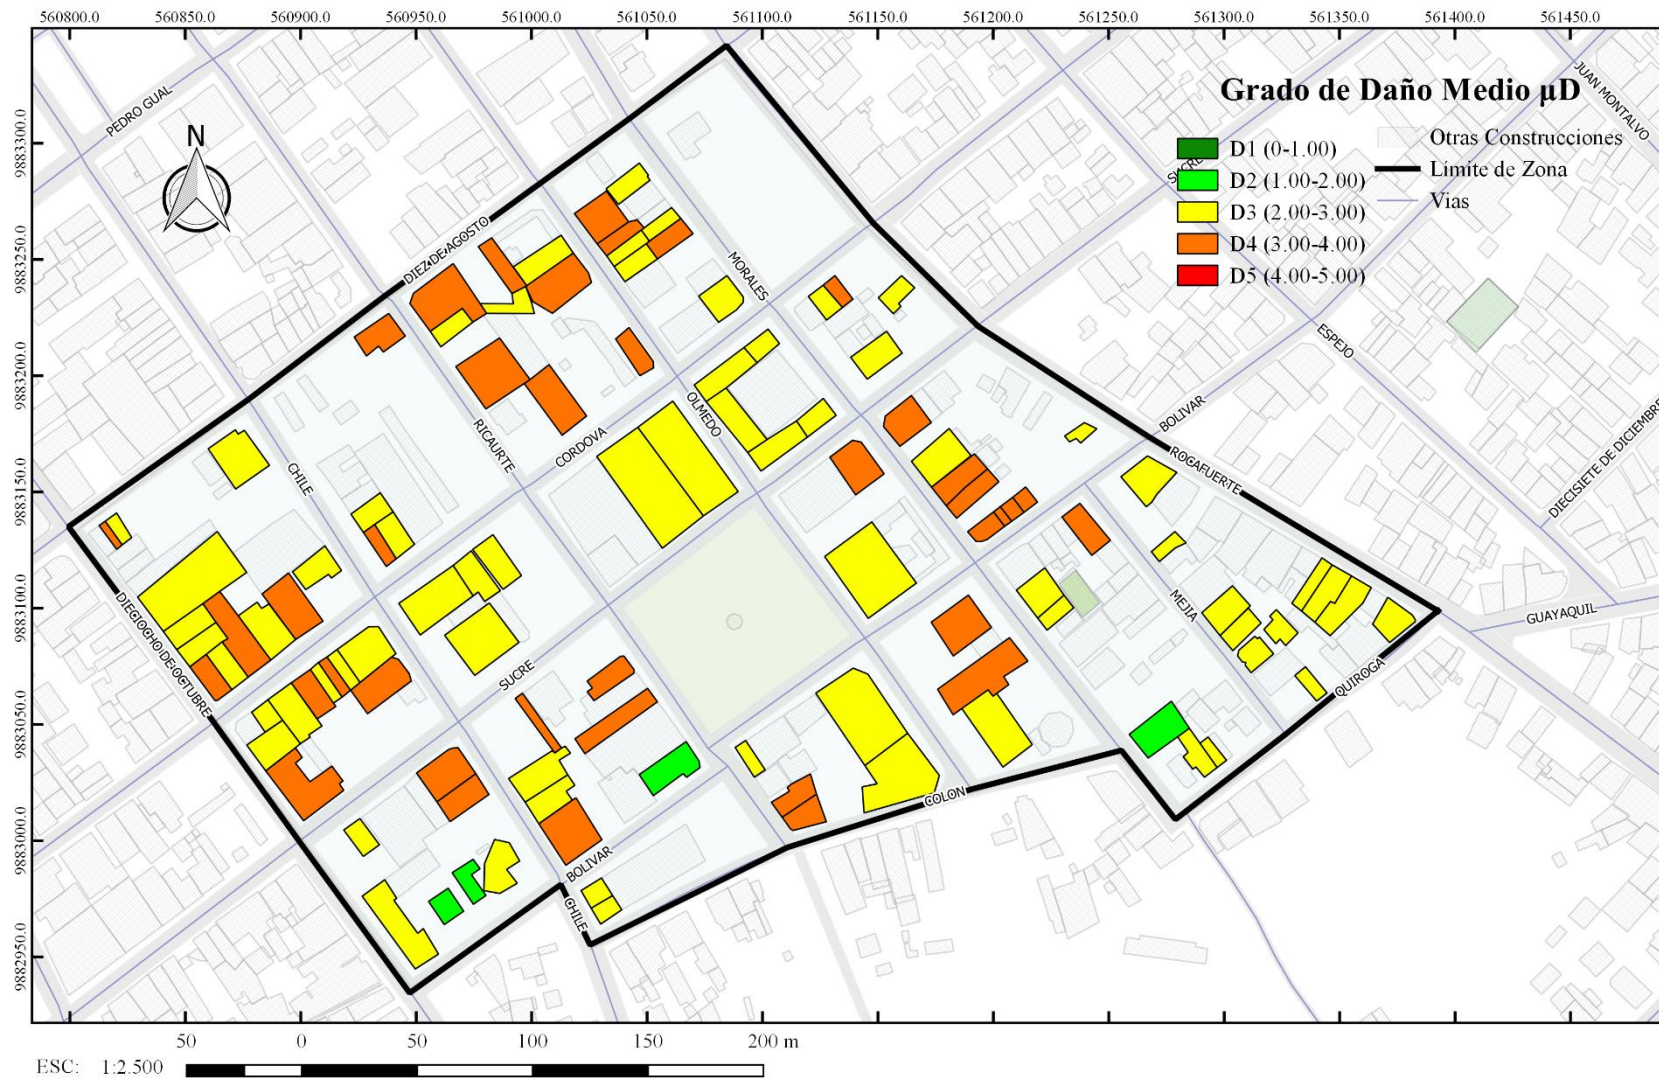 560800.0 560850.0 560900.0 560950.0 561000.0 561050.0 561100.0 561150.0 561200.0 561250.0 561300.0 561350.0 561400.0 561450.0
9883300.0
9883250.0
9883200.0
9883150.0
9883100.0
9883050.0
9883000.0
9882950.0
N
Grado de Daño Medio µD
D1 (0-1.00)
D2 (1.00-2.00)
D3 (2.00-3.00)
D4 (3.00-4.00)
D5 (4.00-5.00)
Otras Construcciones
Limite de Zona
Vias
PEDRO GUAL
JUAN MONTALVO
SUCRE
DIEZ DE AGOSTO
MORALES
ESPEJO
BOLIVAR
DIECISIETE DE DICIEMBRE
OLMEDO
RICAURTE
CORDOVA
CHILE
ROCAFUERTE
DIECIOCHO DE OCTUBRE
MEJIA
GUAYAQUIL
SUCRE
QUIROGA
COLON
BOLIVAR
CHILE
50 0 50 100 150 200 m
ESC: 1:2.500